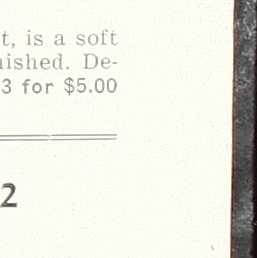 t, is a soft
nished. De-
3 for $5.00
2